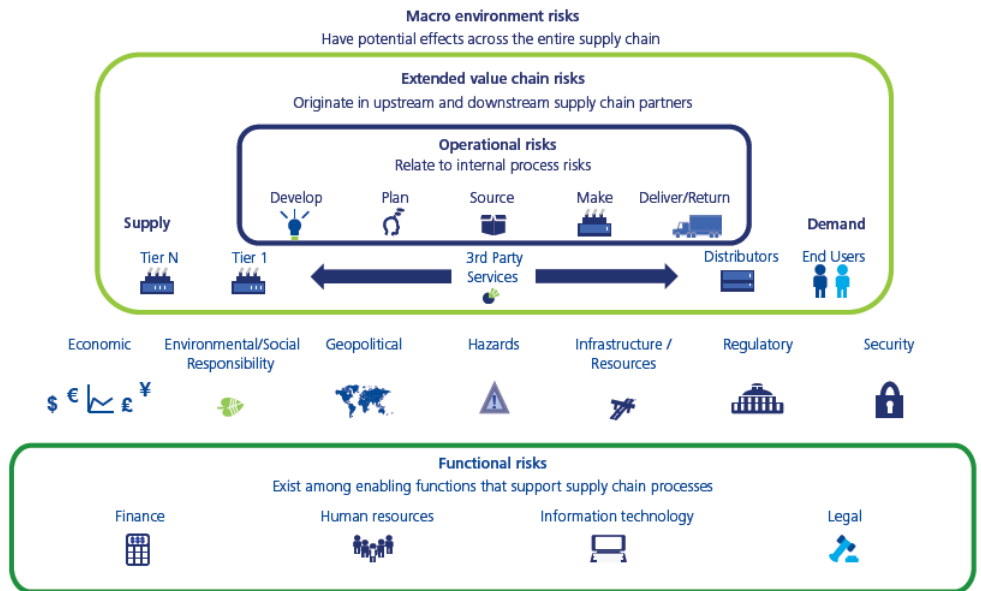 Macro environment risks
Have potential effects across the entire supply chain
Extended value chain risks
Originate in upstream and downstream supply chain partners
Operational risks
Relate to internal process risks
Develop
Plan
Source
Make
Deliver/Return
Supply
Demand
Tier N
Tier 1
3rd Party
Services
Distributors
End Users
Economic
Environmental/Social
Responsibility
Geopolitical
Hazards
Infrastructure /
Resources
Regulatory
Security
$ € £ ¥
Functional risks
Exist among enabling functions that support supply chain processes
Finance
Human resources
Information technology
Legal